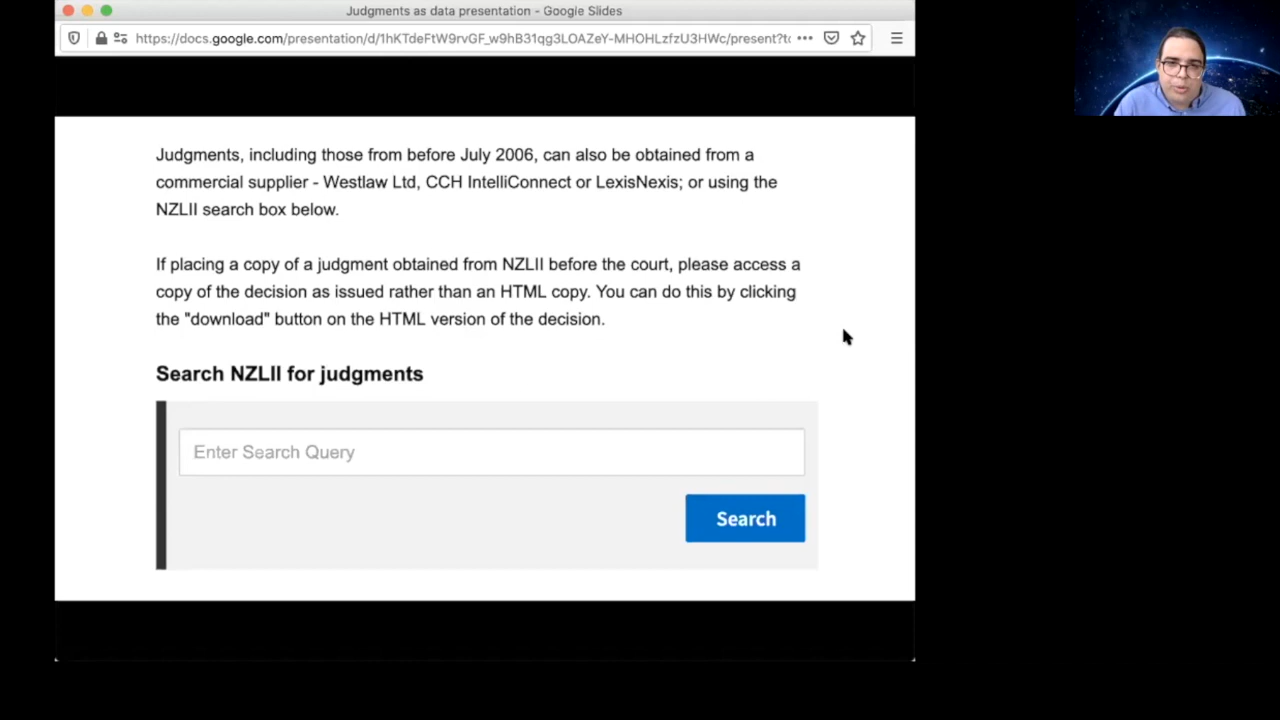 Judgments as data presentation - Google Slides
https://docs.google.com/presentation/d/1hKTdeFtW9rvGF_w9hB31qg3LOAZeY-MHOHLzfzU3HWc/present?tc
Judgments, including those from before July 2006, can also be obtained from a
commercial supplier - Westlaw Ltd, CCH IntelliConnect or LexisNexis; or using the
NZLII search box below.
If placing a copy of a judgment obtained from NZLII before the court, please access a
copy of the decision as issued rather than an HTML copy. You can do this by clicking
the "download" button on the HTML version of the decision.
Search NZLII for judgments
Enter Search Query
Search